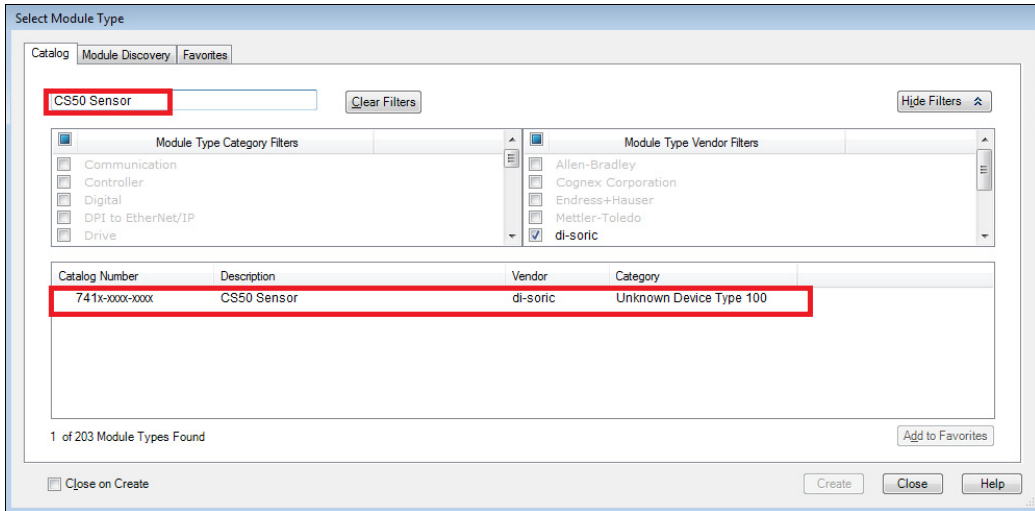 Select Module Type
Catalog Module Discovery Favorites
CS50 Sensor Clear Filters Hide Filters
Module Type Category Filters Module Type Vendor Filters
Communication Allen-Bradley
Controller Cognex Corporation
Digital Endress+Hauser
DPI to EtherNet/IP Mettler-Toledo
Drive di-soric
Catalog Number Description Vendor Category
741x-xxxx-xxxx CS50 Sensor di-soric Unknown Device Type 100
1 of 203 Module Types Found Add to Favorites
Close on Create Create Close Help